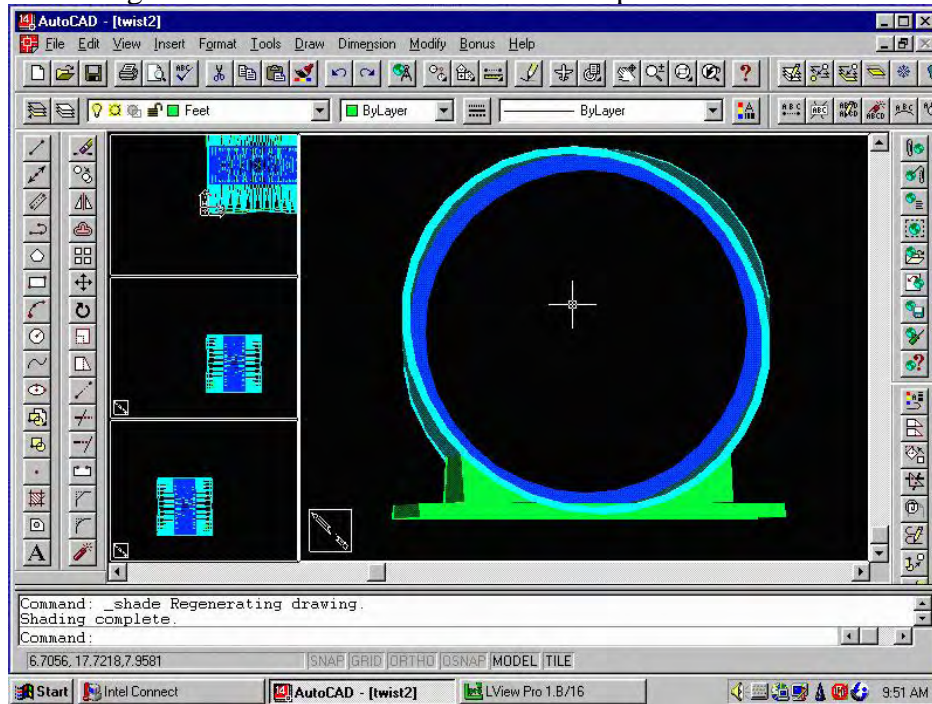 AutoCAD - [twist2]
File Edit View Insert Format Tools Draw Dimension Modify Bonus Help
Feet ByLayer ByLayer
Command: _shade Regenerating drawing.
Shading complete.
Command:
6.7056, 17.7218,7.9581 SNAP GRID ORTHO OSNAP MODEL TILE
Start Intel Connect AutoCAD - [twist2] LView Pro 1.B/16 9:51 AM